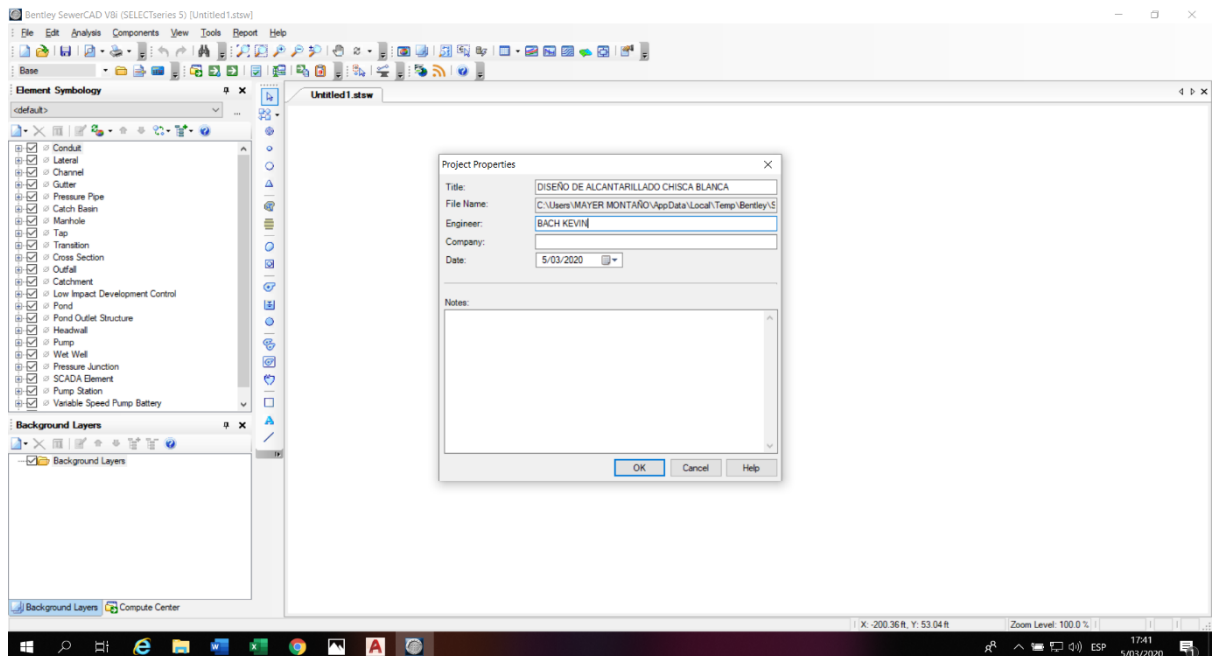 Bentley SewerCAD V8i (SELECTseries 5) [Untitled1.stsw]
File Edit Analysis Components View Tools Report Help
Base
Element Symbology
<default>
Conduit
Lateral
Channel
Gutter
Pressure Pipe
Catch Basin
Manhole
Tap
Transition
Cross Section
Outfall
Catchment
Low Impact Development Control
Pond
Pond Outlet Structure
Headwall
Pump
Wet Well
Pressure Junction
SCADA Element
Pump Station
Variable Speed Pump Battery
Background Layers
Background Layers
Background Layers Compute Center
Untitled1.stsw
Project Properties
Title: DISEÑO DE ALCANTARILLADO CHISCA BLANCA
File Name: C:\Users\MAYER MONTAÑO\AppData\Local\Temp\Bentley\S
Engineer: BACH KEVIN
Company:
Date: 5/03/2020
Notes:
OK Cancel Help
X: -200.36 ft, Y: 53.04 ft Zoom Level: 100.0 %
ESP 17:41
5/03/2020